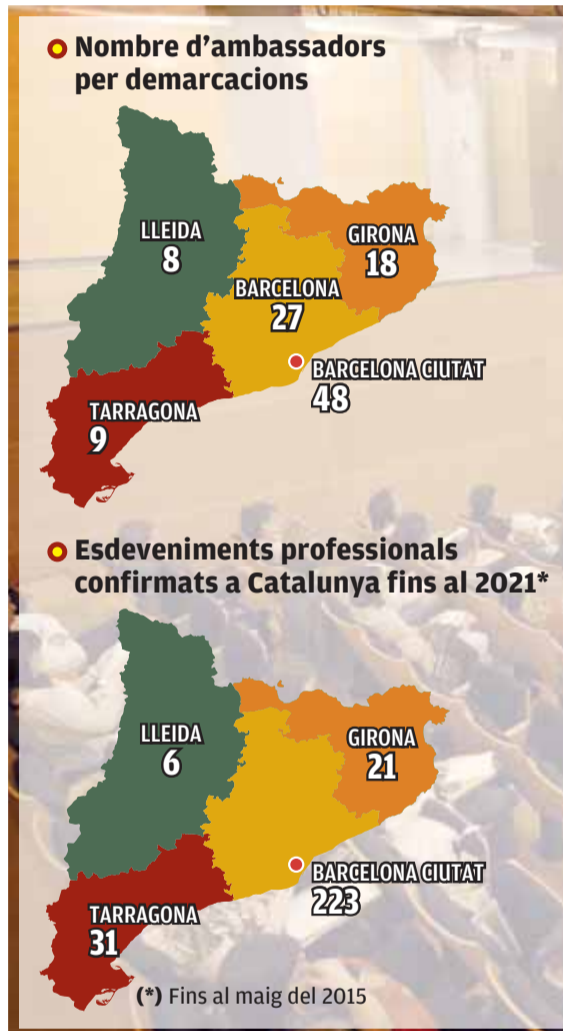 Nombre d'ambassadors
per demarcacions
LLEIDA
8
GIRONA
18
BARCELONA
27
BARCELONA CIUTAT
48
TARRAGONA
9
Esdeveniments professionals
confirmats a Catalunya fins al 2021*
LLEIDA
6
GIRONA
21
BARCELONA CIUTAT
223
TARRAGONA
31
(*) Fins al maig del 2015